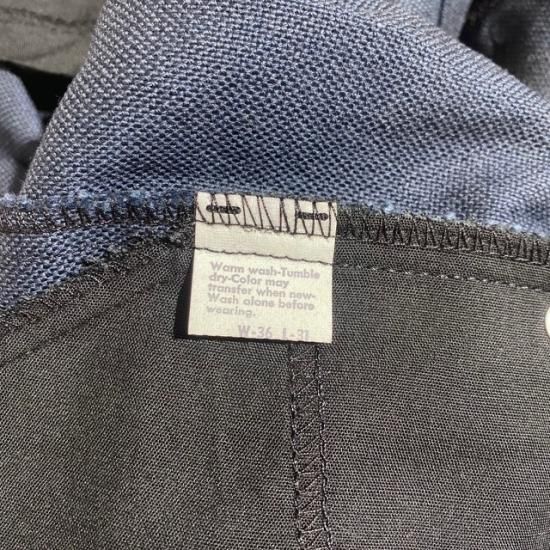 Warm wash-Tumble
dry-Color may
transfer when new-
Wash alone before
wearing.
W-36 L-31